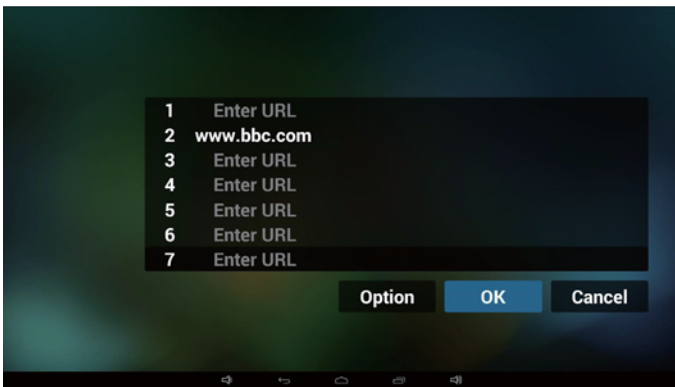 1 Enter URL
2 www.bbc.com
3 Enter URL
4 Enter URL
5 Enter URL
6 Enter URL
7 Enter URL
Option OK Cancel